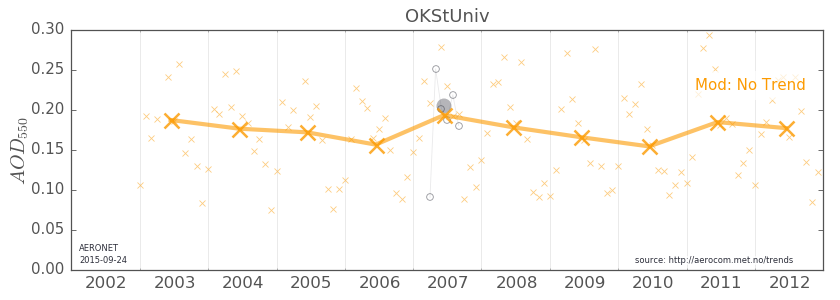 OKStUniv
0.30
0.25
0.20
0.15
0.10
0.05
0.00
AOD550
Mod: No Trend
AERONET
2015-09-24
source: http://aerocom.met.no/trends
2002 2003 2004 2005 2006 2007 2008 2009 2010 2011 2012